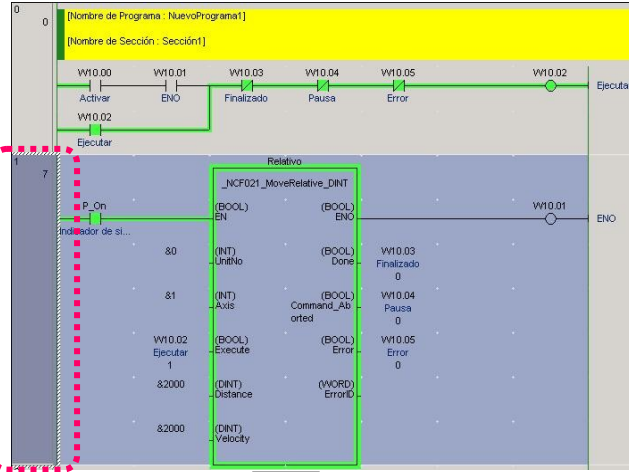 0
0
[Nombre de Programa : NuevoPrograma1]
[Nombre de Sección : Sección1]
W10.00 W10.01 W10.03 W10.04 W10.05 W10.02
Activar ENO Finalizado Pausa Error Ejecuta
W10.02
Ejecutar
1
7
Relativo
_NCF021_MoveRelative_DINT
P_On (BOOL) (BOOL) W10.01
EN ENO ENO
Indicador de si...
&0 (INT) (BOOL) W10.03
UnitNo Done Finalizado
0
&1 (INT) (BOOL) W10.04
Axis Command_Ab Pausa
orted 0
W10.02 (BOOL) (BOOL) W10.05
Ejecutar Execute Error Error
1 0
&2000 (DINT) (WORD)
Distance ErrorID
&2000 (DINT)
Velocity